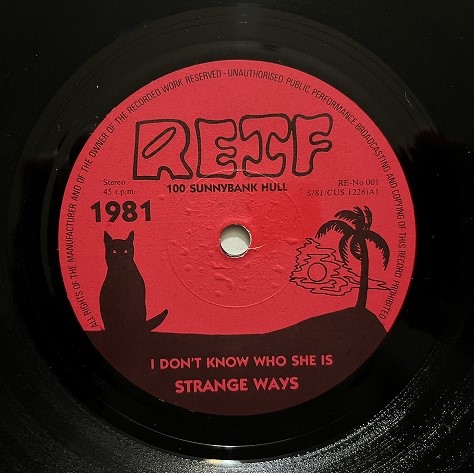 ALL RIGHTS OF THE MANUFACTURER AND OF THE OWNER OF THE RECORDED WORK RESERVED - UNAUTHORISED PUBLIC PERFORMANCE BROADCASTING AND COPYING OF THIS RECORD PROHIBITED
REIF
100 SUNNYBANK HULL
Stereo
45 r.p.m.
RE-No 001
S/81/CUS 1226)A1
1981
I DON'T KNOW WHO SHE IS
STRANGE WAYS